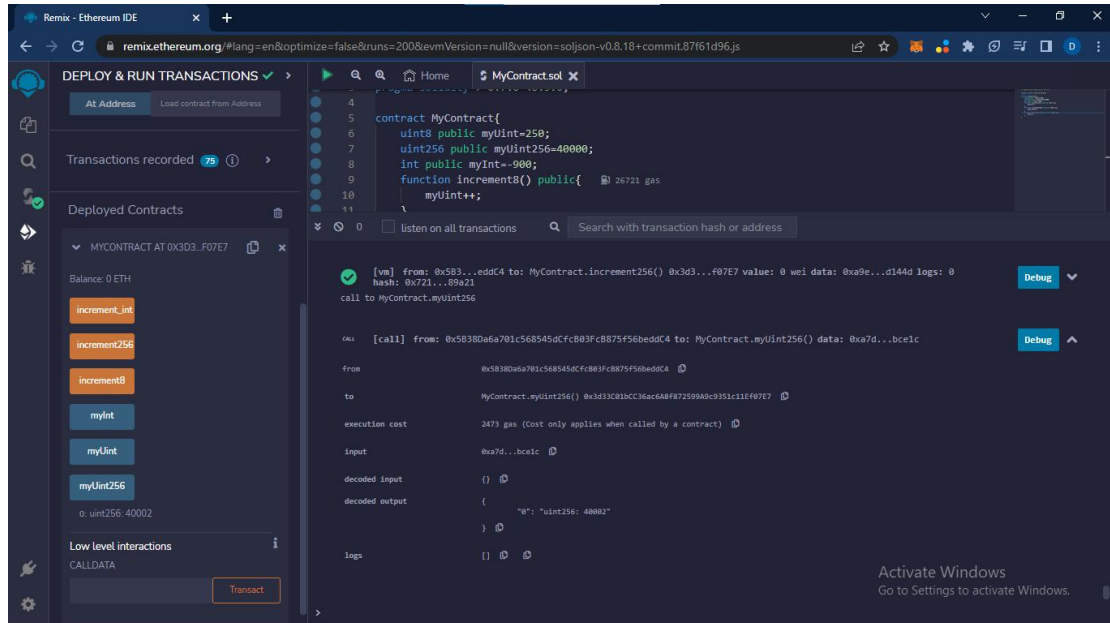 Remix - Ethereum IDE
remix.ethereum.org/#lang=en&optimize=false&runs=200&evmVersion=null&version=soljson-v0.8.18+commit.87f61d96.js
D
DEPLOY & RUN TRANSACTIONS
At Address Load contract from Address
Transactions recorded 75
Deployed Contracts
MYCONTRACT AT 0X3D3...F07E7
Balance: 0 ETH
increment_int
increment256
increment8
myInt
myUint
myUint256
0: uint256: 40002
Low level interactions
CALLDATA
Transact
Home MyContract.sol
4
5 contract MyContract{
6 uint8 public myUint=250;
7 uint256 public myUint256=40000;
8 int public myInt=-900;
9 function increment8() public{ 26721 gas
10 myUint++;
11 }
0 listen on all transactions Search with transaction hash or address
[vm] from: 0x5B3...eddC4 to: MyContract.increment256() 0x3d3...f07E7 value: 0 wei data: 0xa9e...d144d logs: 0
hash: 0x721...89a21
Debug
call to MyContract.myUint256
CALL [call] from: 0x5B38Da6a701c568545dCfcB03FcB875f56beddC4 to: MyContract.myUint256() data: 0xa7d...bce1c
Debug
from 0x5B38Da6a701c568545dCfcB03FcB875f56beddC4
to MyContract.myUint256() 0x3d33C01bCC36ac6A8f872599A9c9351c11Ef07E7
execution cost 2473 gas (Cost only applies when called by a contract)
input 0xa7d...bce1c
decoded input {}
decoded output {
"0": "uint256: 40002"
}
logs []
>
Activate Windows
Go to Settings to activate Windows.